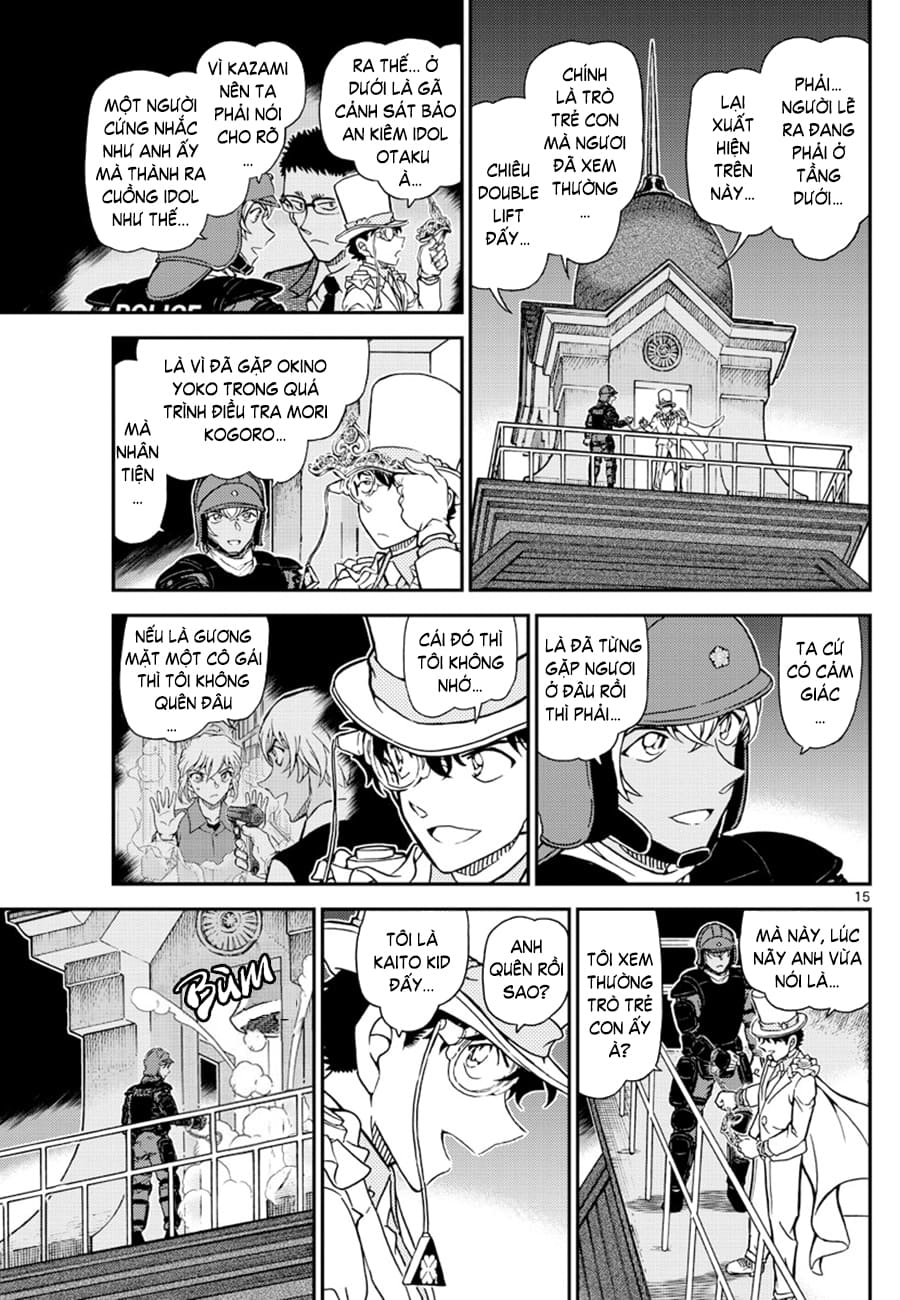 PHẢI...
NGƯỜI LẼ
RA ĐANG
PHẢI Ở
TẦNG
DƯỚI...
LẠI
XUẤT
HIỆN
TRÊN
NÀY...
CHÍNH
LÀ TRÒ
TRẺ CON
MÀ NGƯƠI
ĐÃ XEM
THƯỜNG
...
CHIÊU
DOUBLE
LIFT
ĐẤY...
RA THẾ... Ở
DƯỚI LÀ GÃ
CẢNH SÁT BẢO
AN KIÊM IDOL
OTAKU
À...
VÌ KAZAMI
NÊN TA
PHẢI NÓI
CHO RÕ
...
MỘT NGƯỜI
CỨNG NHẮC
NHƯ ANH ẤY
MÀ THÀNH RA
CUỒNG IDOL
NHƯ THẾ...
POLICE
LÀ VÌ ĐÃ GẶP OKINO
YOKO TRONG QUÁ
TRÌNH ĐIỀU TRA MORI
KOGORO...
MÀ
NHÂN
TIỆN
...
TA CỨ
CÓ CẢM
GIÁC
...
LÀ ĐÃ TỪNG
GẶP NGƯƠI
Ở ĐÂU RỒI
THÌ PHẢI...
CÁI ĐÓ THÌ
TÔI KHÔNG
NHỚ...
NẾU LÀ GƯƠNG
MẶT MỘT CÔ GÁI
THÌ TÔI KHÔNG
QUÊN ĐÂU
15
MÀ NÀY, LÚC
NÃY ANH VỪA
NÓI LÀ...
TÔI XEM
THƯỜNG
TRÒ TRẺ
CON ẤY
À?
ANH
QUÊN RỒI
SAO?
TÔI LÀ
KAITO KID
ĐẤY...
BÙM